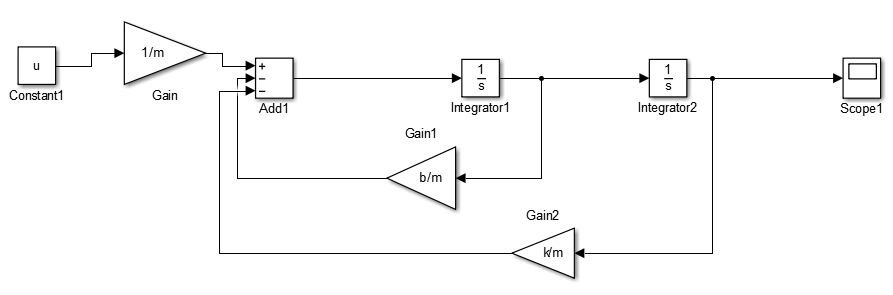 u
Constant1
1/m
Gain
+
−
−
Add1
1
s
Integrator1
1
s
Integrator2
Scope1
Gain1
b/m
Gain2
k/m